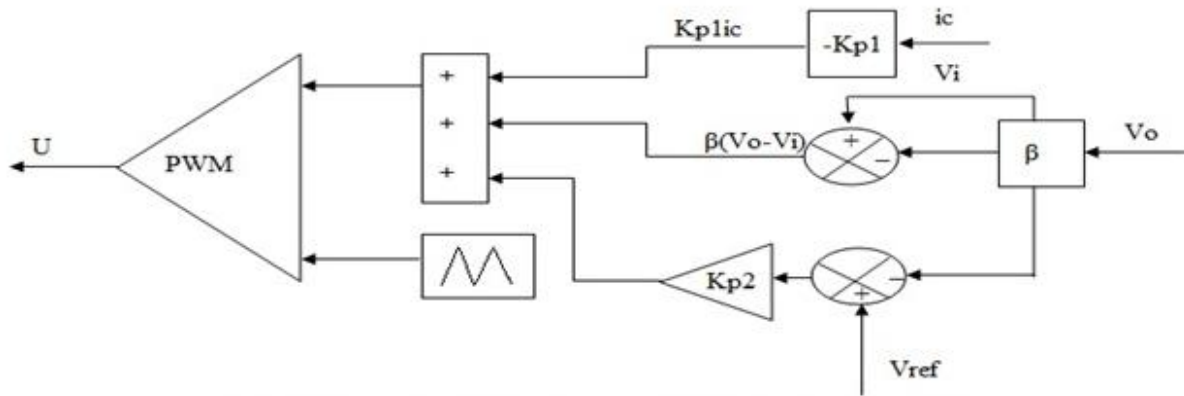 Kp1ic
-Kp1
ic
Vi
+
+
+
+
-
β(Vo-Vi)
β
Vo
U
PWM
Kp2
-
+
Vref